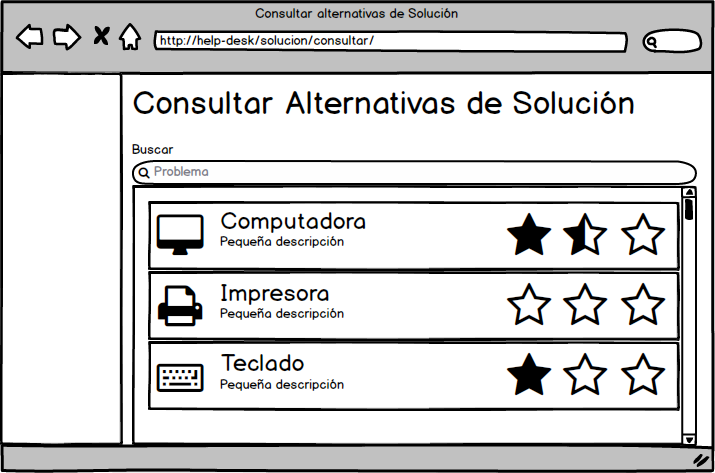 Consultar alternativas de Solución
http://help-desk/solucion/consultar/
Consultar Alternativas de Solución
Buscar
Problema
Computadora
Pequeña descripción
Impresora
Pequeña descripción
Teclado
Pequeña descripción